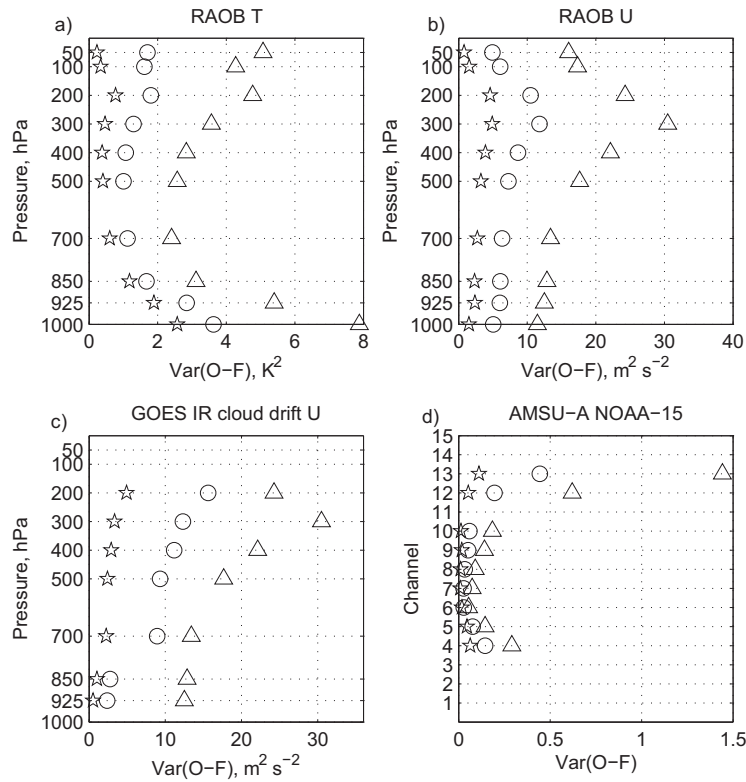 a)
RAOB T
50
100
200
300
400
500
700
850
925
1000
Pressure, hPa
0 2 4 6 8
Var(O−F), K²
b)
RAOB U
50
100
200
300
400
500
700
850
925
1000
Pressure, hPa
0 10 20 30 40
Var(O−F), m² s⁻²
c)
GOES IR cloud drift U
50
100
200
300
400
500
700
850
925
1000
Pressure, hPa
0 10 20 30
Var(O−F), m² s⁻²
d)
AMSU−A NOAA−15
15
14
13
12
11
10
9
8
7
6
5
4
3
2
1
Channel
0 0.5 1 1.5
Var(O−F)